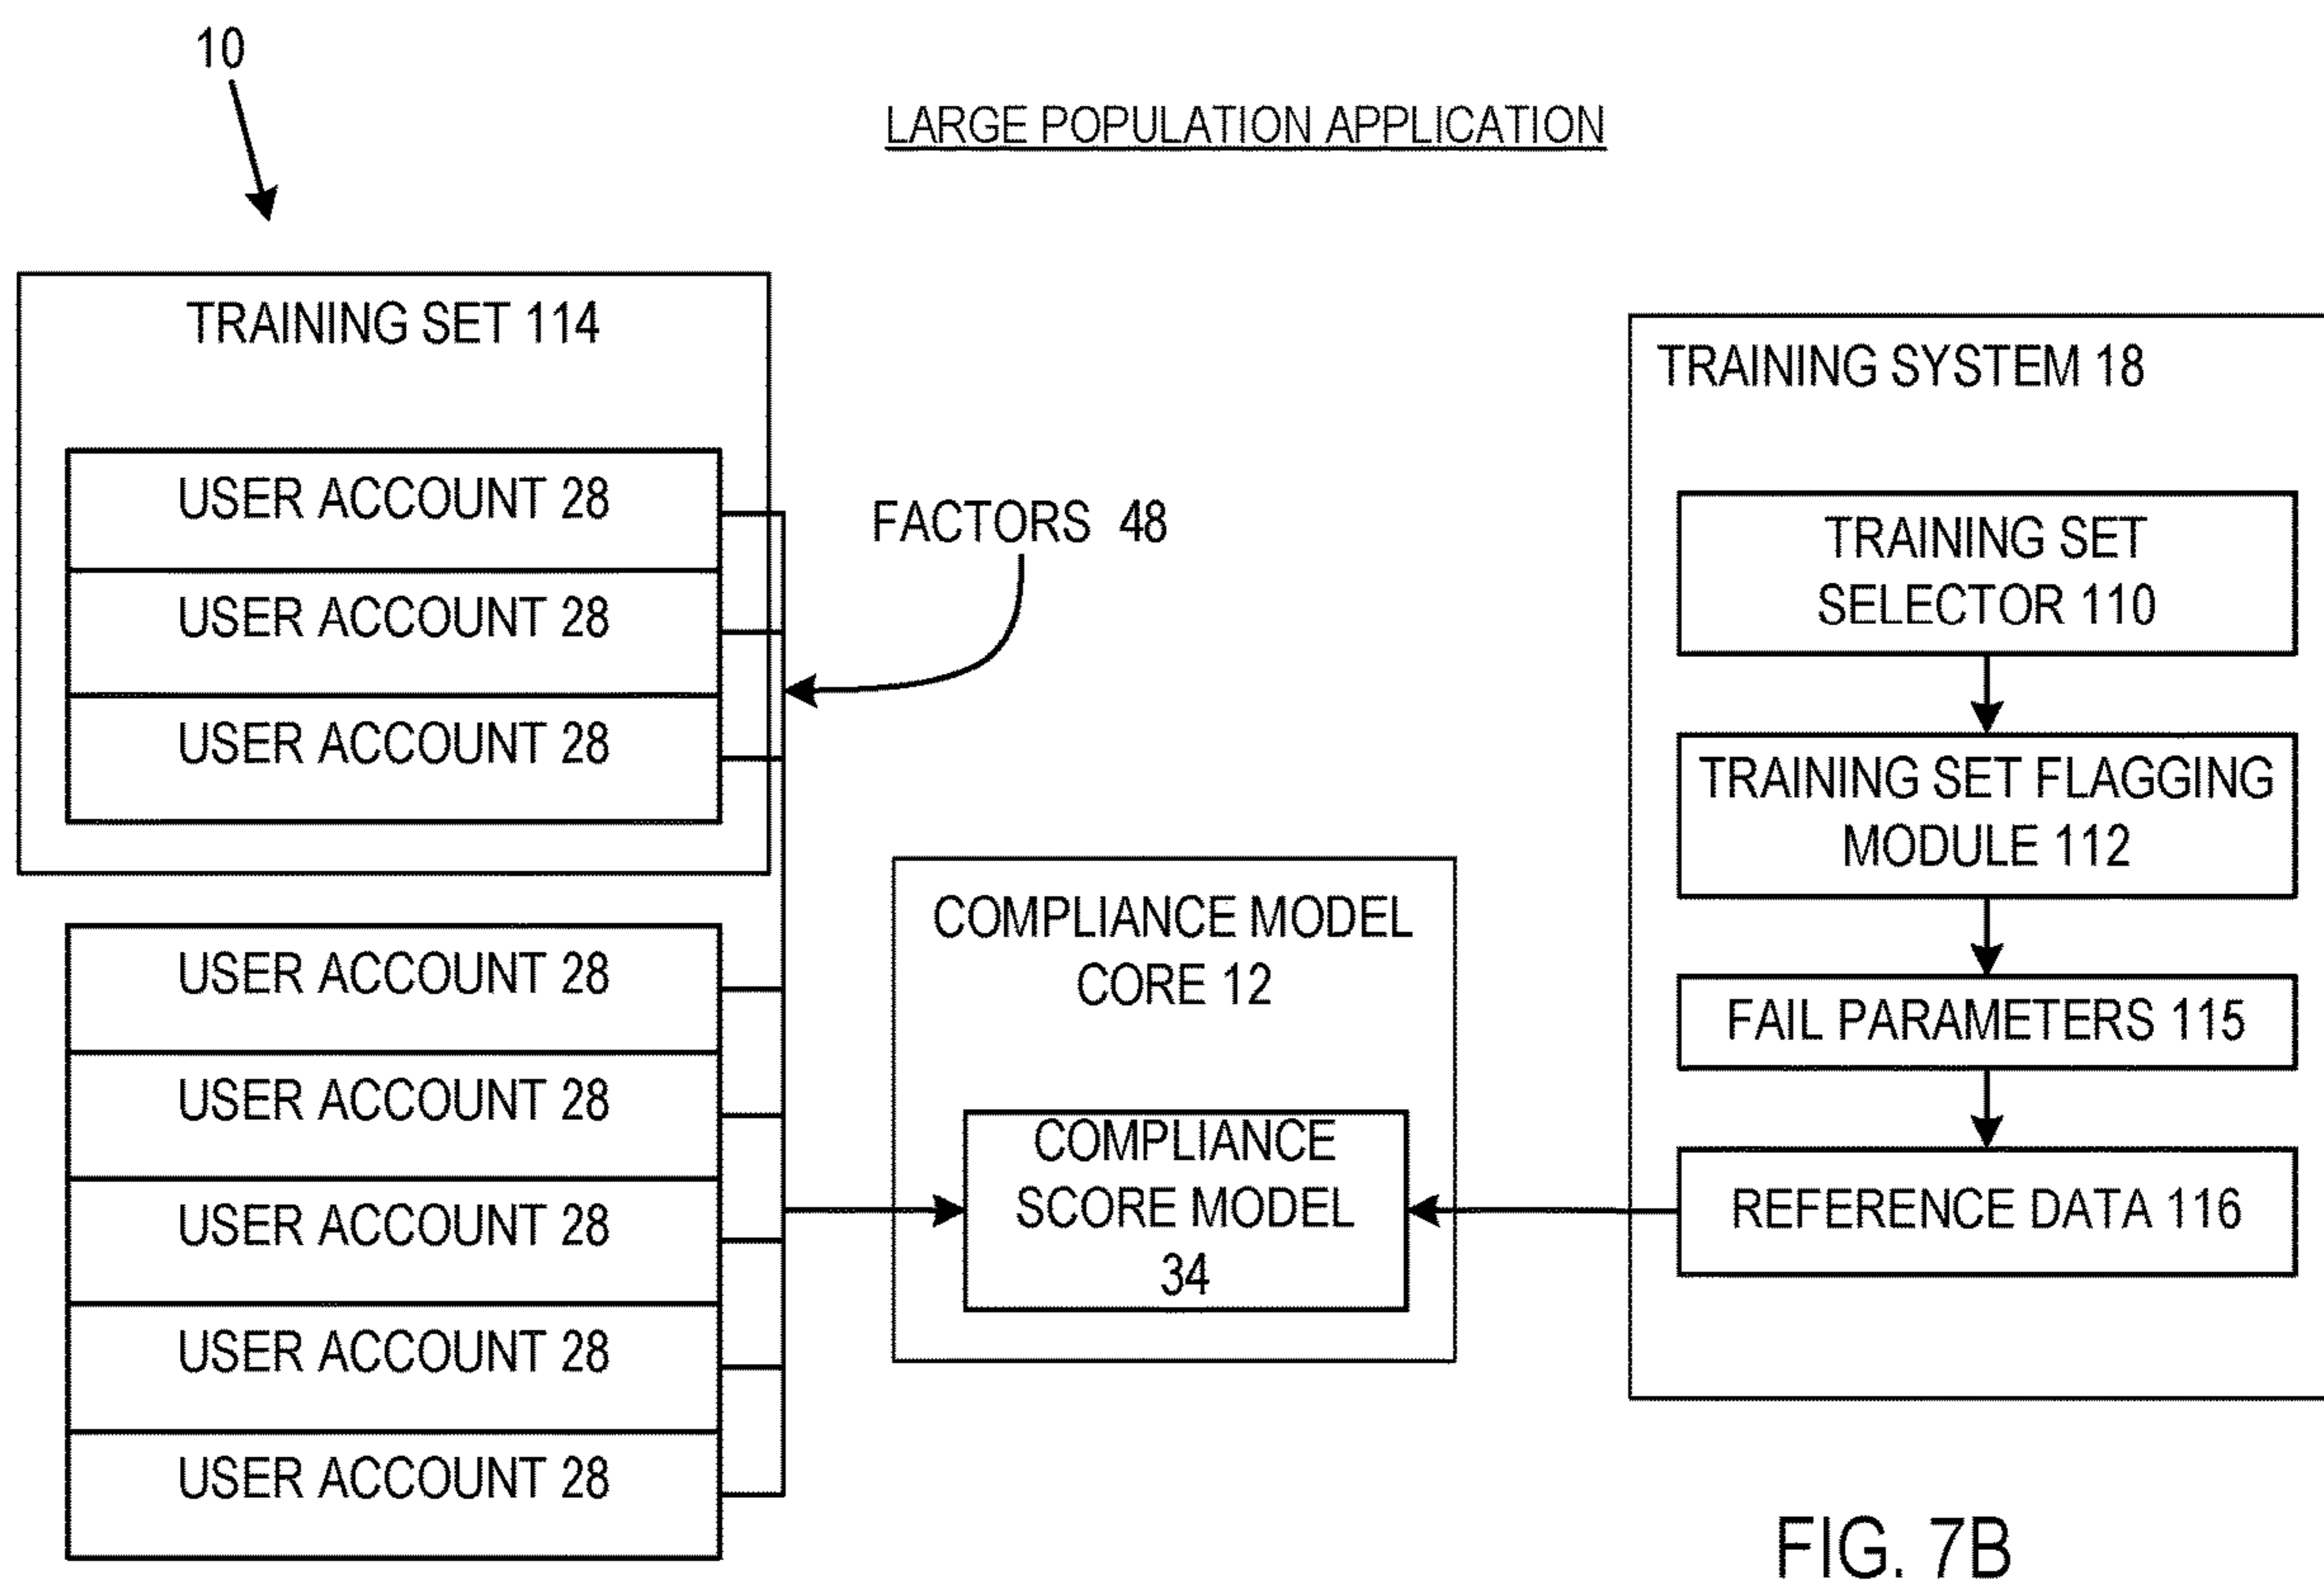 10
LARGE POPULATION APPLICATION
TRAINING SET 114
USER ACCOUNT 28
USER ACCOUNT 28
USER ACCOUNT 28
FACTORS 48
USER ACCOUNT 28
USER ACCOUNT 28
USER ACCOUNT 28
USER ACCOUNT 28
USER ACCOUNT 28
COMPLIANCE MODEL
CORE 12
COMPLIANCE
SCORE MODEL
34
TRAINING SYSTEM 18
TRAINING SET
SELECTOR 110
TRAINING SET FLAGGING
MODULE 112
FAIL PARAMETERS 115
REFERENCE DATA 116
FIG. 7B